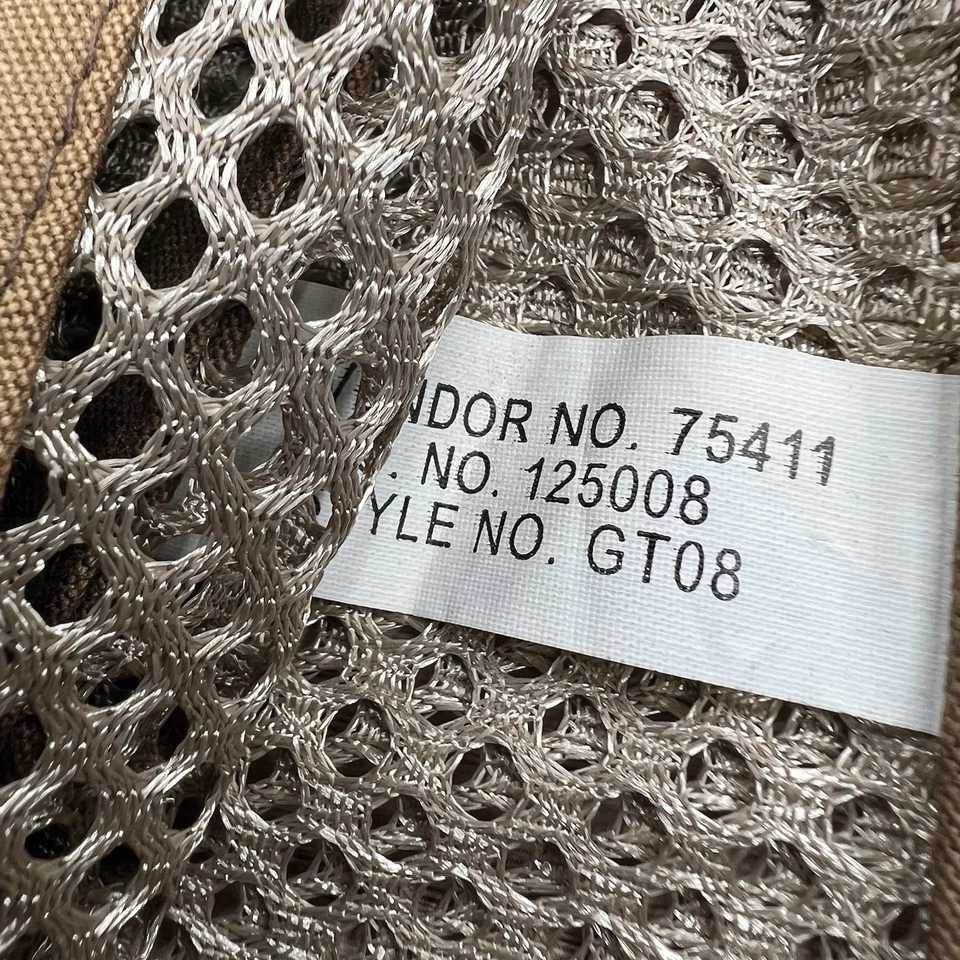 NDOR NO. 75411
. NO. 125008
YLE NO. GT08